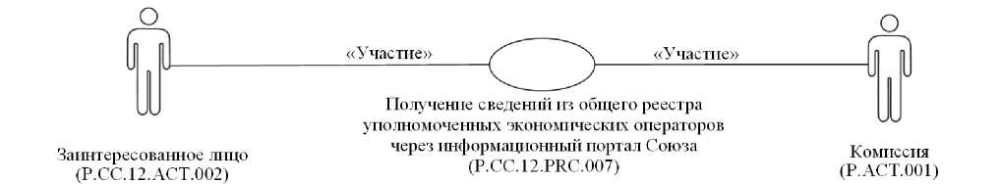 «Участие»
«Участие»
Получение сведений из общего реестра
уполномоченных экономических операторов
через информационный портал Союза
(P.CC.12.PRC.007)
Заинтересованное лицо
(P.CC.12.ACT.002)
Комиссия
(P.ACT.001)